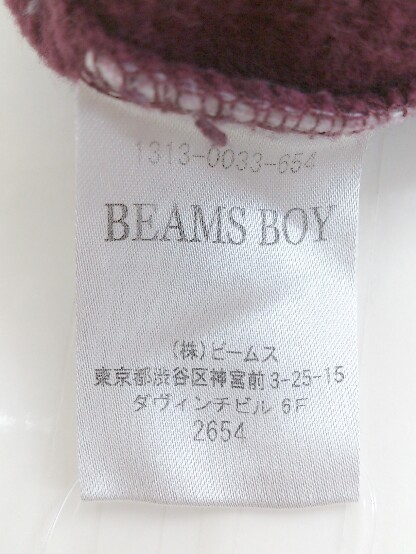 1313-0033-654
BEAMS BOY
(株)ビームス
東京都渋谷区神宮前3-25-15
ダヴィンチビル 6F
2654